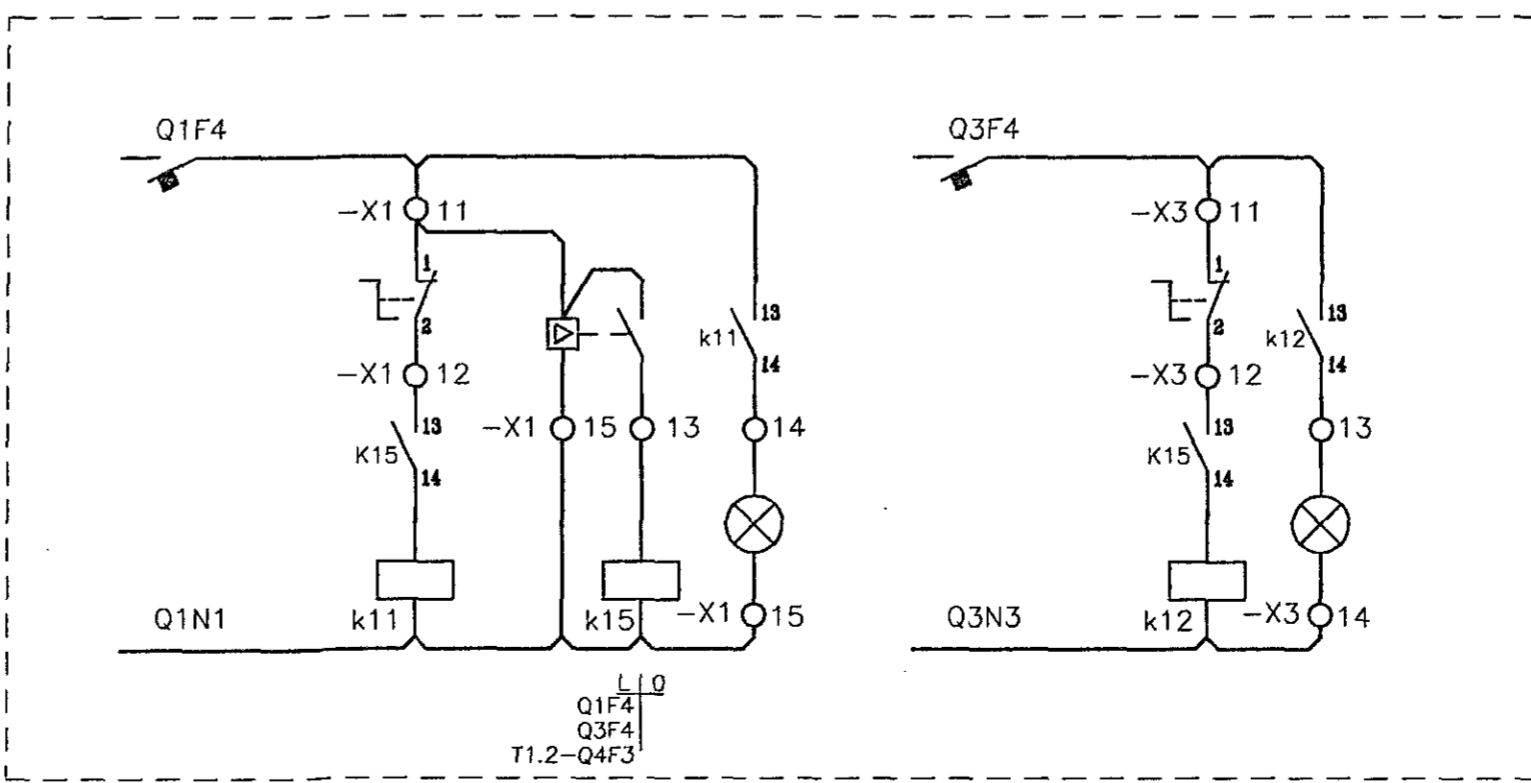 Q1F4 Q3F4
-X1 11 -X3 11
1 1
13 13
k11 k12
2 2
14 14
-X1 12 -X3 12
-X1 15 13 14 13
13 13
K15 K15
14 14
Q1N1 k11 k15 -X1 15 Q3N3 k12 -X3 14
L 0
Q1F4
Q3F4
T1.2-Q4F3